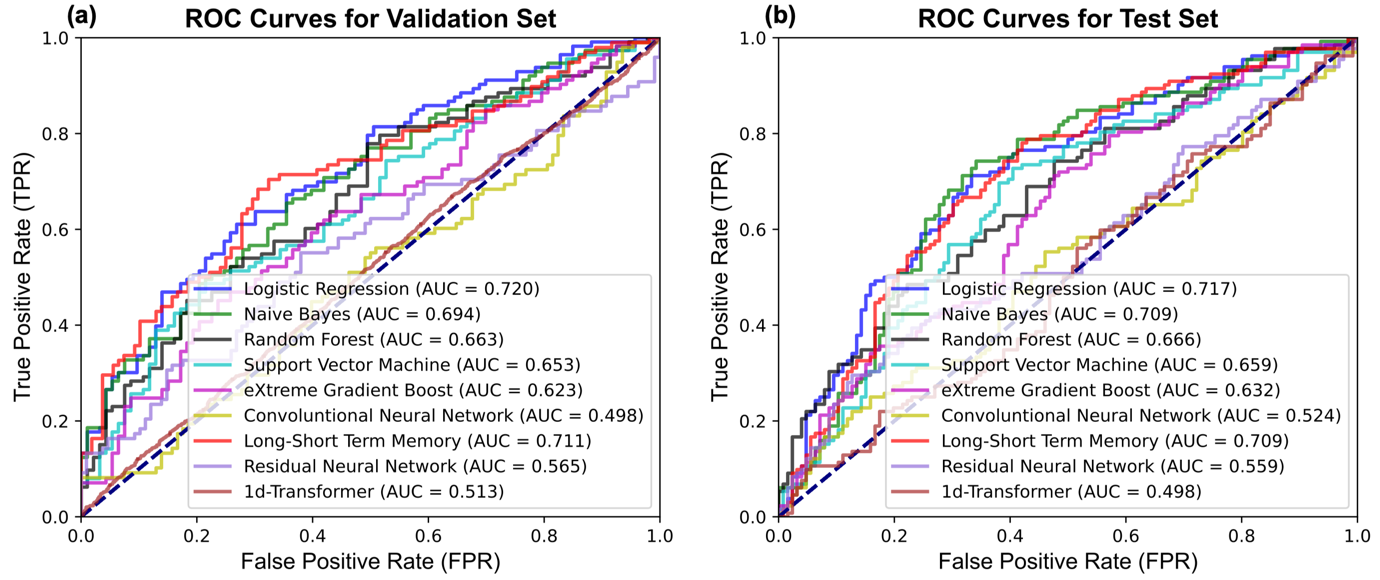 (a)
ROC Curves for Validation Set
1.0
0.8
0.6
0.4
0.2
0.0
True Positive Rate (TPR)
Logistic Regression (AUC = 0.720)
Naive Bayes (AUC = 0.694)
Random Forest (AUC = 0.663)
Support Vector Machine (AUC = 0.653)
eXtreme Gradient Boost (AUC = 0.623)
Convoluntional Neural Network (AUC = 0.498)
Long-Short Term Memory (AUC = 0.711)
Residual Neural Network (AUC = 0.565)
1d-Transformer (AUC = 0.513)
0.0 0.2 0.4 0.6 0.8 1.0
False Positive Rate (FPR)
(b)
ROC Curves for Test Set
1.0
0.8
0.6
0.4
0.2
0.0
True Positive Rate (TPR)
Logistic Regression (AUC = 0.717)
Naive Bayes (AUC = 0.709)
Random Forest (AUC = 0.666)
Support Vector Machine (AUC = 0.659)
eXtreme Gradient Boost (AUC = 0.632)
Convoluntional Neural Network (AUC = 0.524)
Long-Short Term Memory (AUC = 0.709)
Residual Neural Network (AUC = 0.559)
1d-Transformer (AUC = 0.498)
0.0 0.2 0.4 0.6 0.8 1.0
False Positive Rate (FPR)